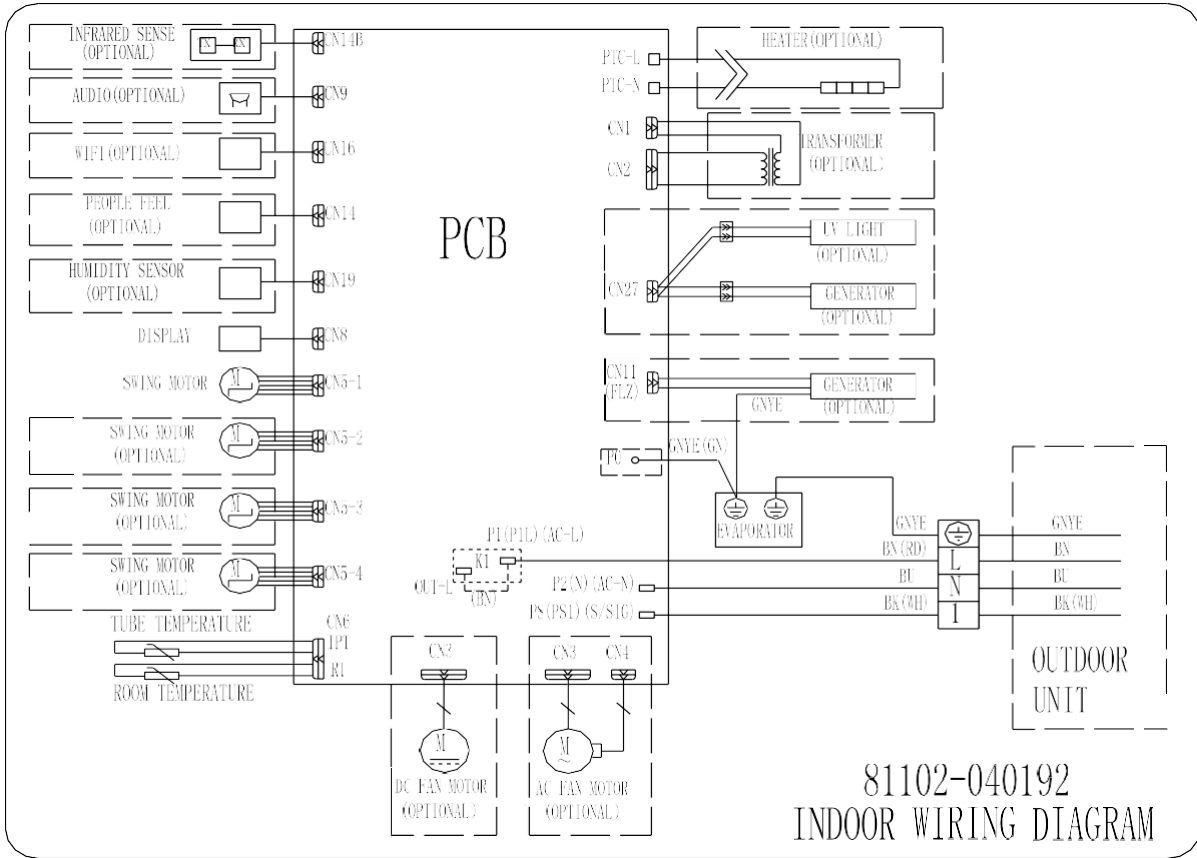 INFRARED SENSE
(OPTIONAL)
CN14B
AUDIO(OPTIONAL)
CN9
WIFI(OPTIONAL)
CN16
PEOPLE FEEL
(OPTIONAL)
CN14
HUMIDITY SENSOR
(OPTIONAL)
CN19
DISPLAY
CN8
SWING MOTOR
M
CN5-1
SWING MOTOR
(OPTIONAL)
M
CN5-2
SWING MOTOR
(OPTIONAL)
M
CN5-3
SWING MOTOR
(OPTIONAL)
M
CN5-4
TUBE TEMPERATURE
CN6
IPT
RT
ROOM TEMPERATURE
PCB
PTC-L
PTC-N
HEATER(OPTIONAL)
CN1
CN2
TRANSFORMER
(OPTIONAL)
CN27
UV LIGHT
(OPTIONAL)
GENERATOR
(OPTIONAL)
CN11
(FLZ)
GENERATOR
(OPTIONAL)
GNYE
GNYE(GN)
EVAPORATOR
P1(P1L)(AC-L)
K1
OUT-L
(BN)
P2(N)(AC-N)
P8(PS1)(S/SIG)
GNYE
BN(RD)
BU
BK(WH)
L
N
1
GNYE
BN
BU
BK(WH)
OUTDOOR
UNIT
CN3
M
DC FAN MOTOR
(OPTIONAL)
CN3
CN4
M
~
AC FAN MOTOR
(OPTIONAL)
81102-040192
INDOOR WIRING DIAGRAM